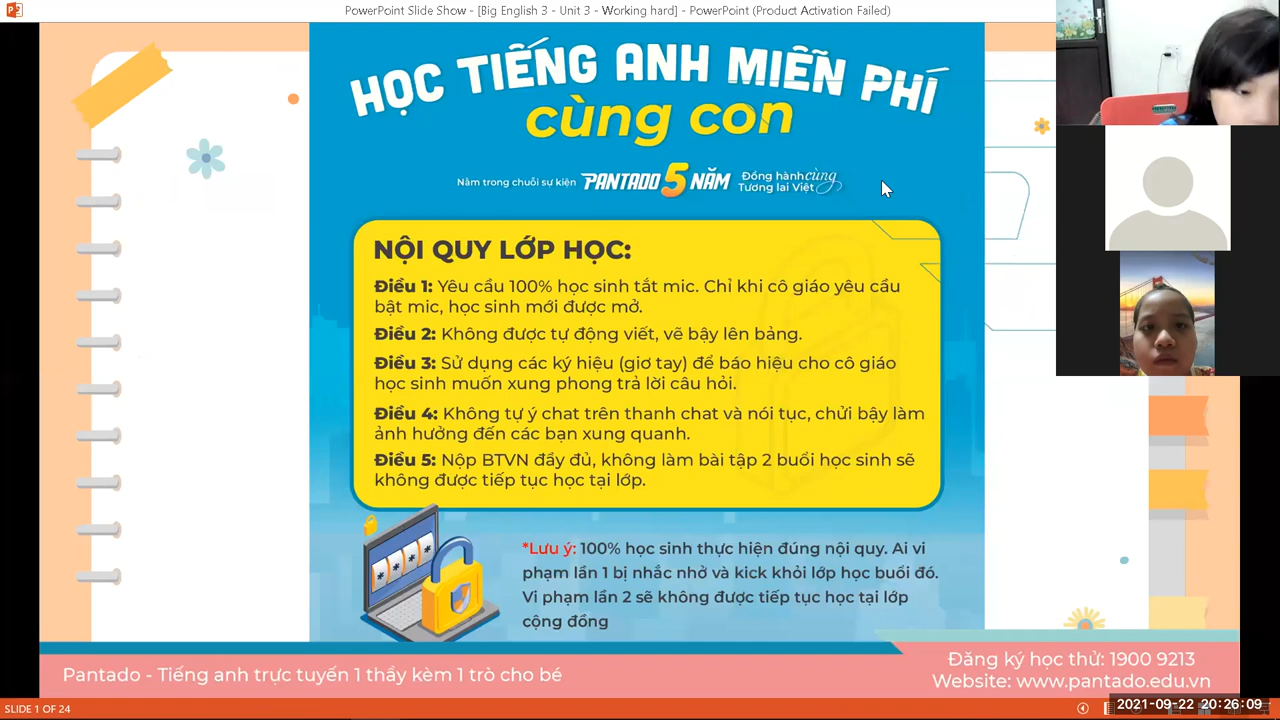 PowerPoint Slide Show - [Big English 3 - Unit 3 - Working hard] - PowerPoint (Product Activation Failed)
HỌC TIẾNG ANH MIỄN PHÍ
cùng con
Nằm trong chuỗi sự kiện PANTADO 5 NĂM Đồng hành cùng
Tương lai Việt
NỘI QUY LỚP HỌC:
Điều 1: Yêu cầu 100% học sinh tắt mic. Chỉ khi cô giáo yêu cầu
bật mic, học sinh mới được mở.
Điều 2: Không được tự động viết, vẽ bậy lên bảng.
Điều 3: Sử dụng các ký hiệu (giơ tay) để báo hiệu cho cô giáo
học sinh muốn xung phong trả lời câu hỏi.
Điều 4: Không tự ý chat trên thanh chat và nói tục, chửi bậy làm
ảnh hưởng đến các bạn xung quanh.
Điều 5: Nộp BTVN đầy đủ, không làm bài tập 2 buổi học sinh sẽ
không được tiếp tục học tại lớp.
*Lưu ý: 100% học sinh thực hiện đúng nội quy. Ai vi
phạm lần 1 bị nhắc nhở và kick khỏi lớp học buổi đó.
Vi phạm lần 2 sẽ không được tiếp tục học tại lớp
cộng đồng
Pantado - Tiếng anh trực tuyến 1 thầy kèm 1 trò cho bé
Đăng ký học thử: 1900 9213
Website: www.pantado.edu.vn
SLIDE 1 OF 24
2021-09-22 20:26:09